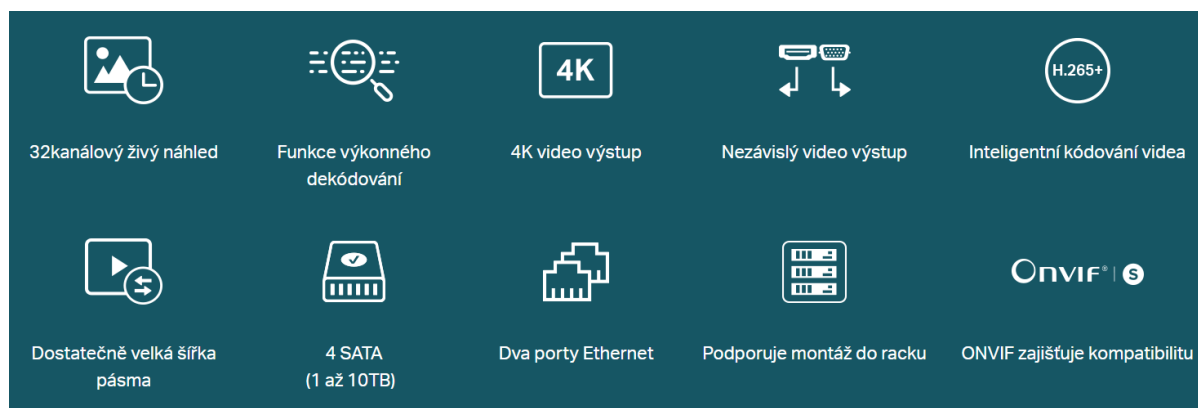 4K
H.265+
32kanálový živý náhled
Funkce výkonného
dekódování
4K video výstup
Nezávislý video výstup
Inteligentní kódování videa
ONVIF® | S
Dostatečně velká šířka
pásma
4 SATA
(1 až 10TB)
Dva porty Ethernet
Podporuje montáž do racku
ONVIF zajišťuje kompatibilitu